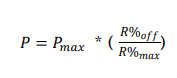 P = P_max * ( R%_off / R%_max )